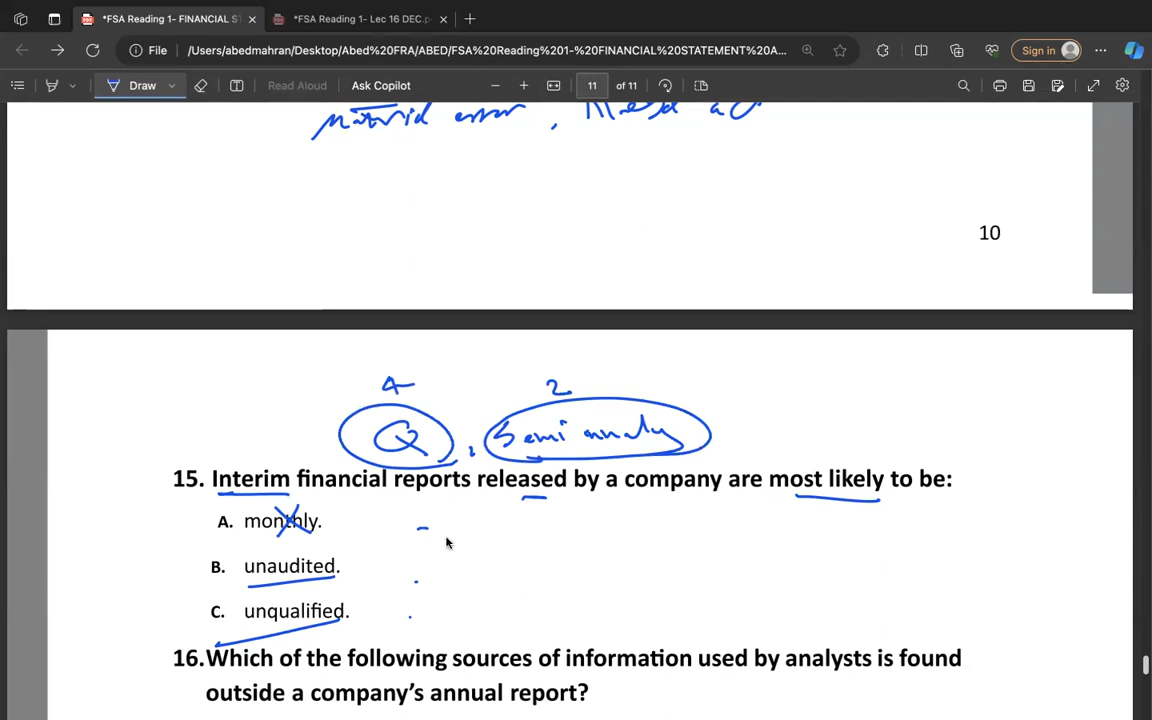 *FSA Reading 1- FINANCIAL ST
*FSA Reading 1- Lec 16 DEC.p
File
/Users/abedmahran/Desktop/Abed%20FRA/ABED/FSA%20Reading%201-%20FINANCIAL%20STATEMENT%20A...
Sign in
Draw
Read Aloud
Ask Copilot
11 of 11
error,
10
4 2
Q, Semi
15. Interim financial reports released by a company are most likely to be:
A. monthly.
B. unaudited.
C. unqualified.
16.Which of the following sources of information used by analysts is found
outside a company’s annual report?